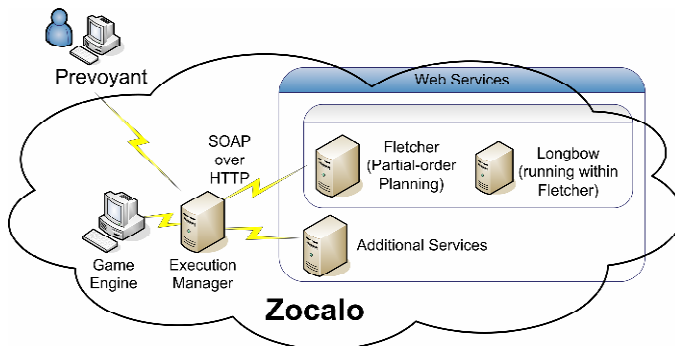 Prevoyant
Web Services
SOAP
over
HTTP
Fletcher
(Partial-order
Planning)
Longbow
(running within
Fletcher)
Additional Services
Game
Engine
Execution
Manager
Zocalo